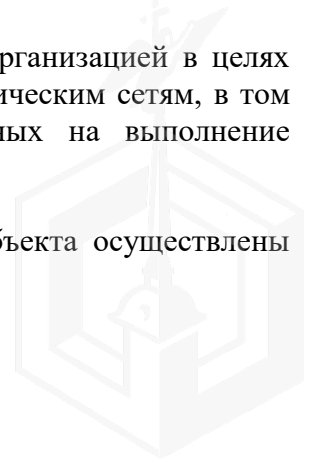 рганизацией в целях
ическим сетям, в том
ных на выполнение
бъекта осуществлены